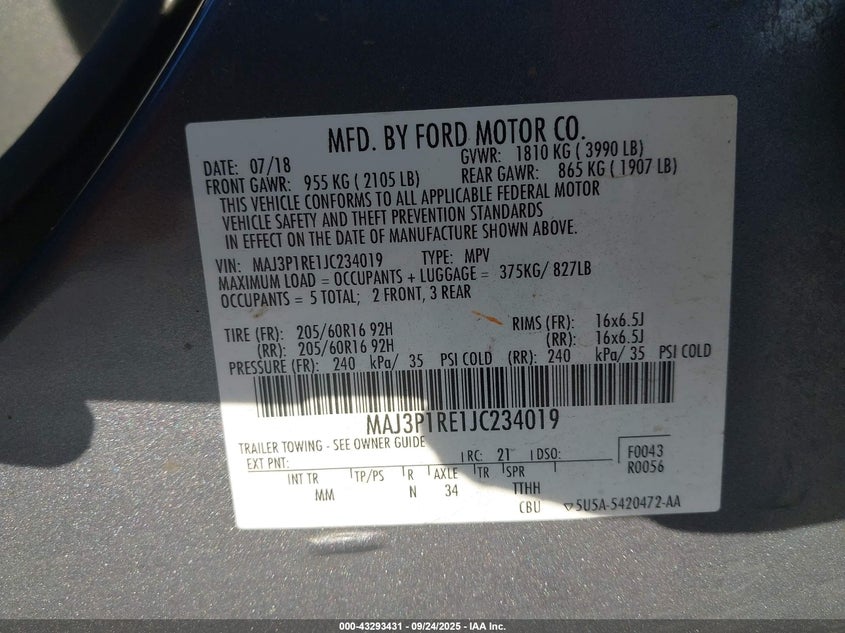 MFD. BY FORD MOTOR CO.
DATE: 07/18 GVWR: 1810 KG ( 3990 LB)
FRONT GAWR: 955 KG ( 2105 LB) REAR GAWR: 865 KG ( 1907 LB)
THIS VEHICLE CONFORMS TO ALL APPLICABLE FEDERAL MOTOR
VEHICLE SAFETY AND THEFT PREVENTION STANDARDS
IN EFFECT ON THE DATE OF MANUFACTURE SHOWN ABOVE.
VIN: MAJ3P1RE1JC234019 TYPE: MPV
MAXIMUM LOAD = OCCUPANTS + LUGGAGE = 375KG/ 827LB
OCCUPANTS = 5 TOTAL; 2 FRONT, 3 REAR
TIRE (FR): 205/60R16 92H RIMS (FR): 16x6.5J
(RR): 205/60R16 92H (RR): 16x6.5J
PRESSURE (FR): 240 kPa/ 35 PSI COLD (RR): 240 kPa/ 35 PSI COLD
MAJ3P1RE1JC234019
TRAILER TOWING - SEE OWNER GUIDE
EXT PNT: RC: 21 DSO: F0043
R0056
INT TR TP/PS R AXLE TR SPR
MM N 34 TTHH
CBU ▽5U5A-5420472-AA
000-43293431 - 09/24/2025 - IAA Inc.